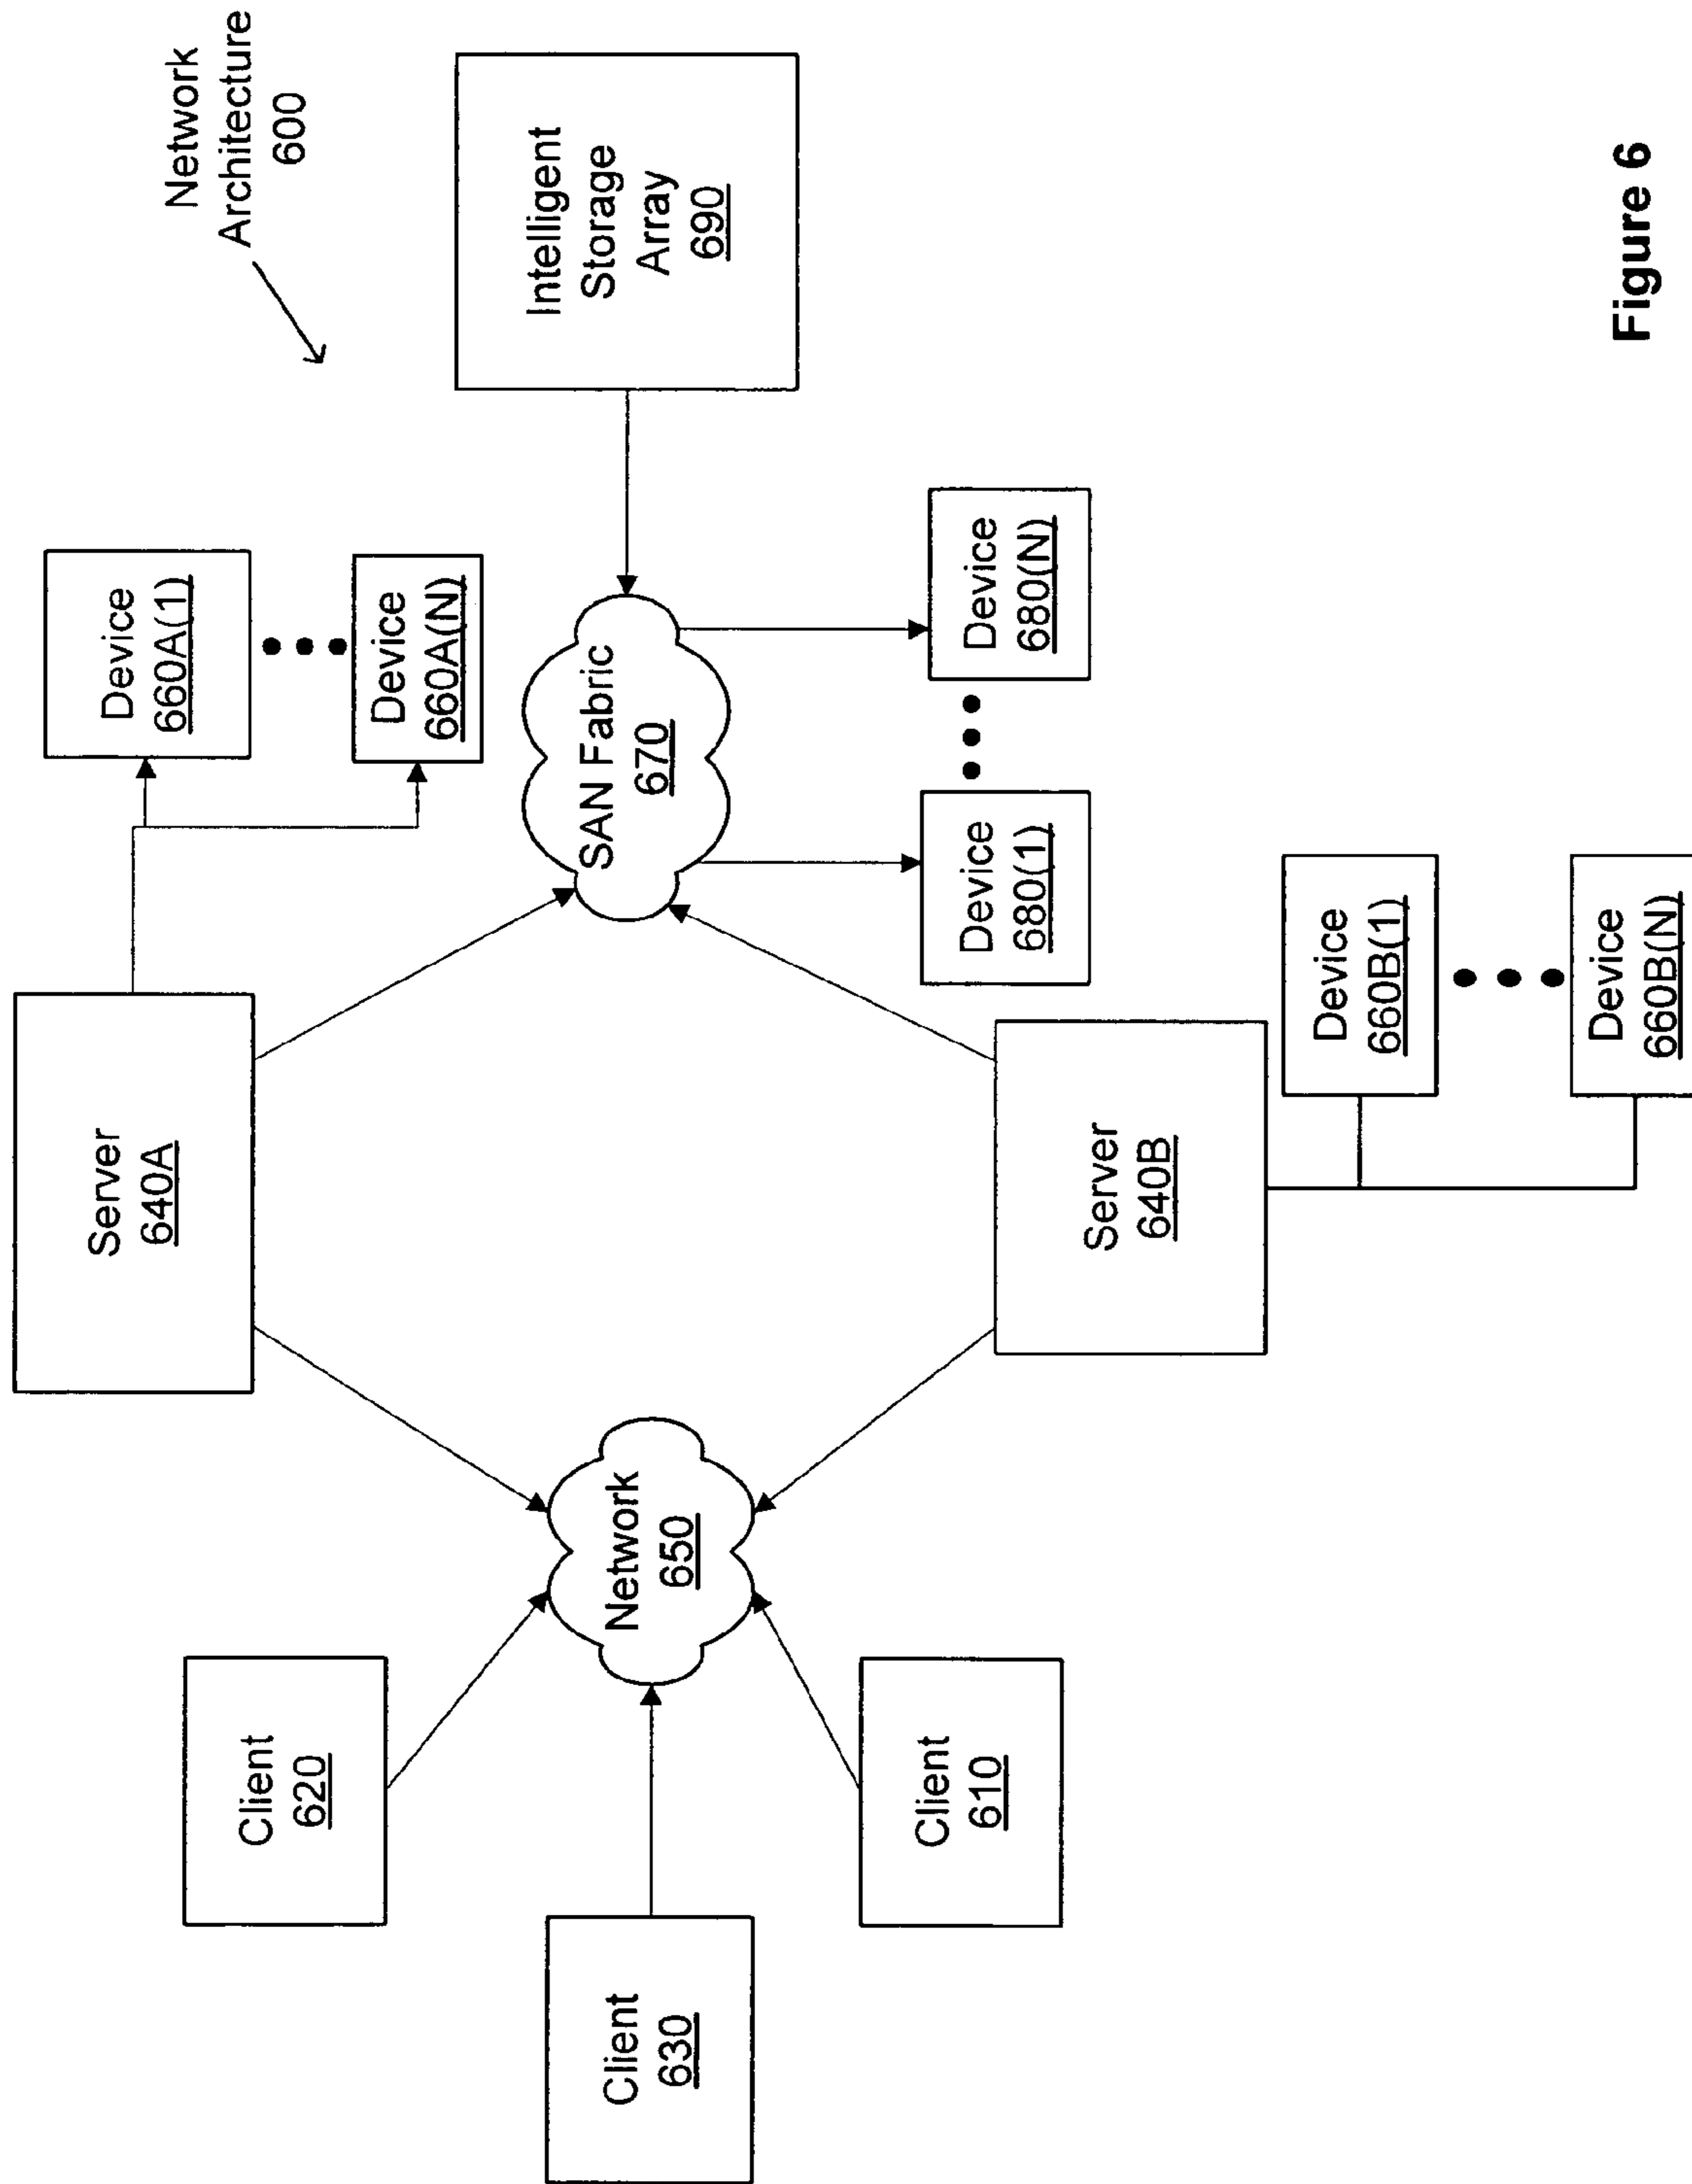 Network
Architecture
600
Device
660A(1)
Device
660A(N)
Intelligent
Storage
Array
690
Server
640A
SAN Fabric
670
Client
620
Network
650
Client
630
Device
680(1)
Device
680(N)
Client
610
Server
640B
Device
660B(1)
Device
660B(N)
Figure 6